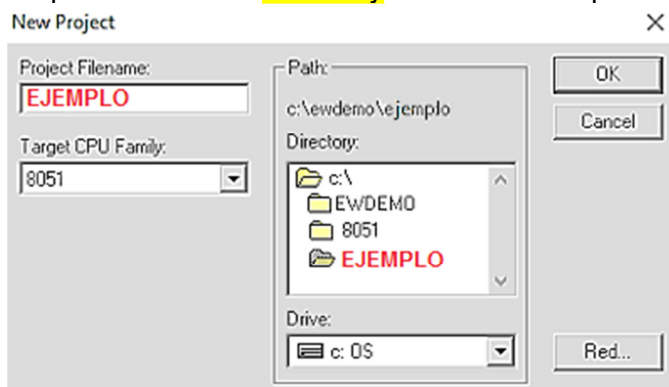 New Project
Project Filename:
EJEMPLO
Target CPU Family:
8051
Path:
c:\ewdemo\ejemplo
Directory:
c:\
EWDEMO
8051
EJEMPLO
Drive:
c: OS
OK
Cancel
Red...